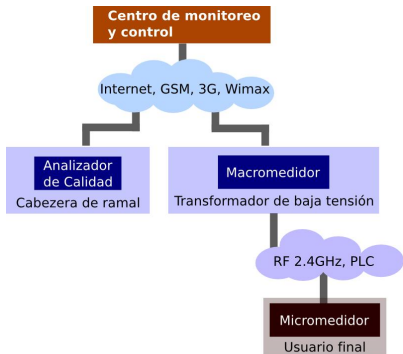 Centro de monitoreo
y control
Internet, GSM, 3G, Wimax
Analizador
de Calidad
Cabezera de ramal
Macromedidor
Transformador de baja tensión
RF 2.4GHz, PLC
Micromedidor
Usuario final